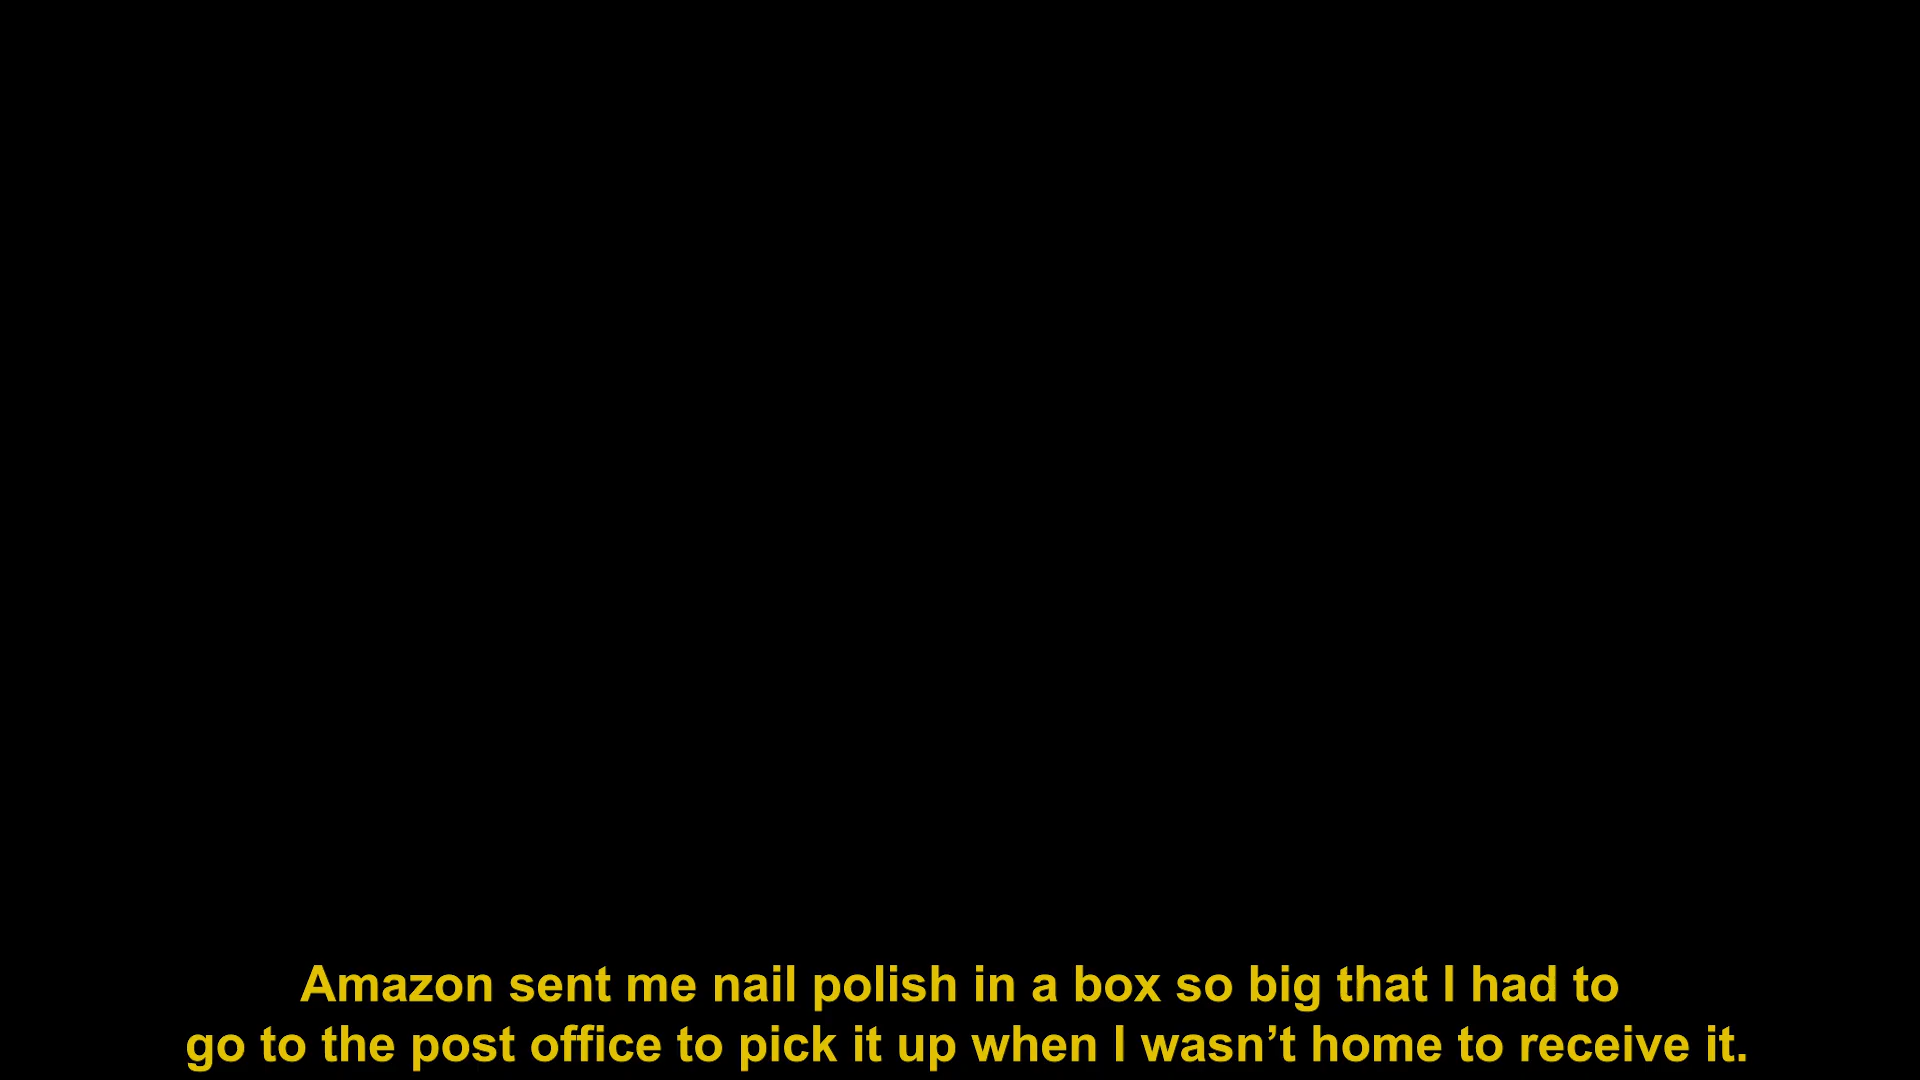 Amazon sent me nail polish in a box so big that I had to
go to the post office to pick it up when I wasn’t home to receive it.